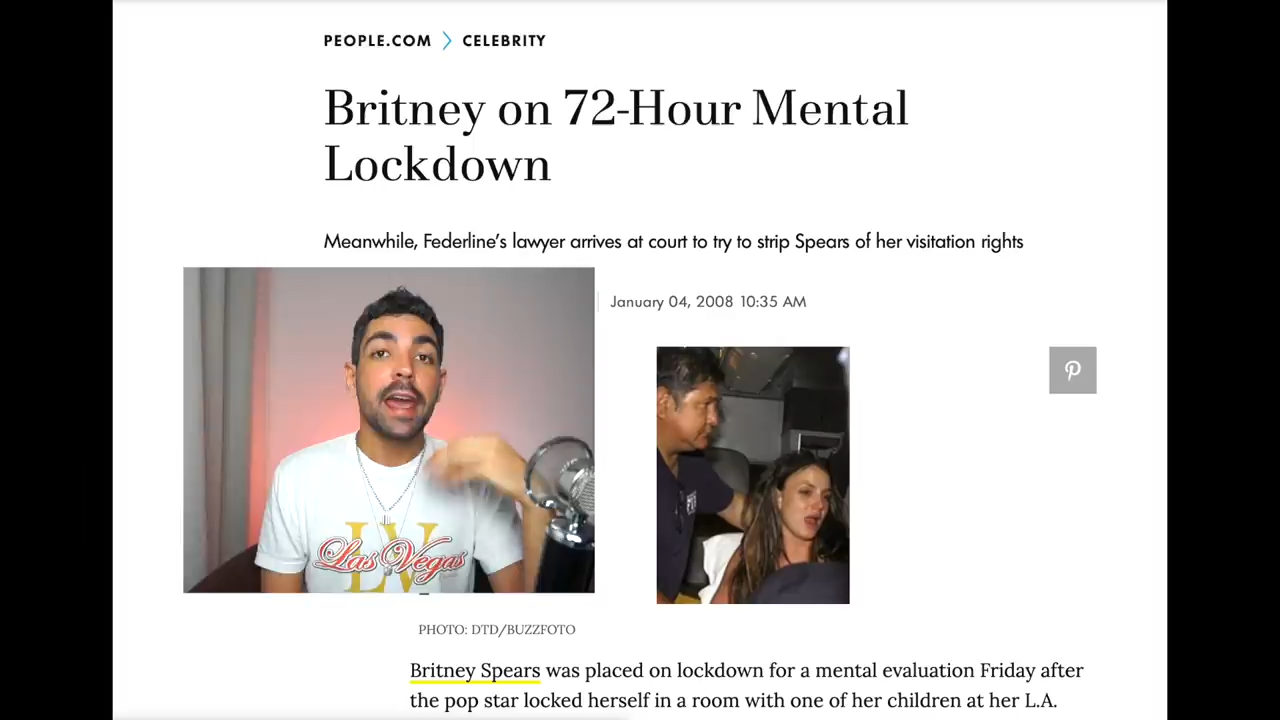 PEOPLE.COM > CELEBRITY
Britney on 72-Hour Mental
Lockdown
Meanwhile, Federline's lawyer arrives at court to try to strip Spears of her visitation rights
January 04, 2008 10:35 AM
LV
Las Vegas
PHOTO: DTD/BUZZFOTO
Britney Spears was placed on lockdown for a mental evaluation Friday after
the pop star locked herself in a room with one of her children at her L.A.